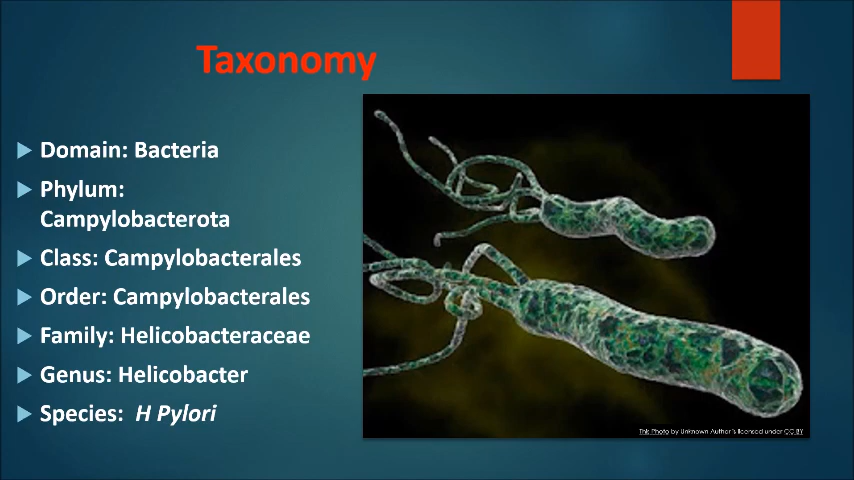 Taxonomy
Domain: Bacteria
Phylum:
Campylobacterota
Class: Campylobacterales
Order: Campylobacterales
Family: Helicobacteraceae
Genus: Helicobacter
Species: H Pylori
This Photo by Unknown Author is licensed under CC BY